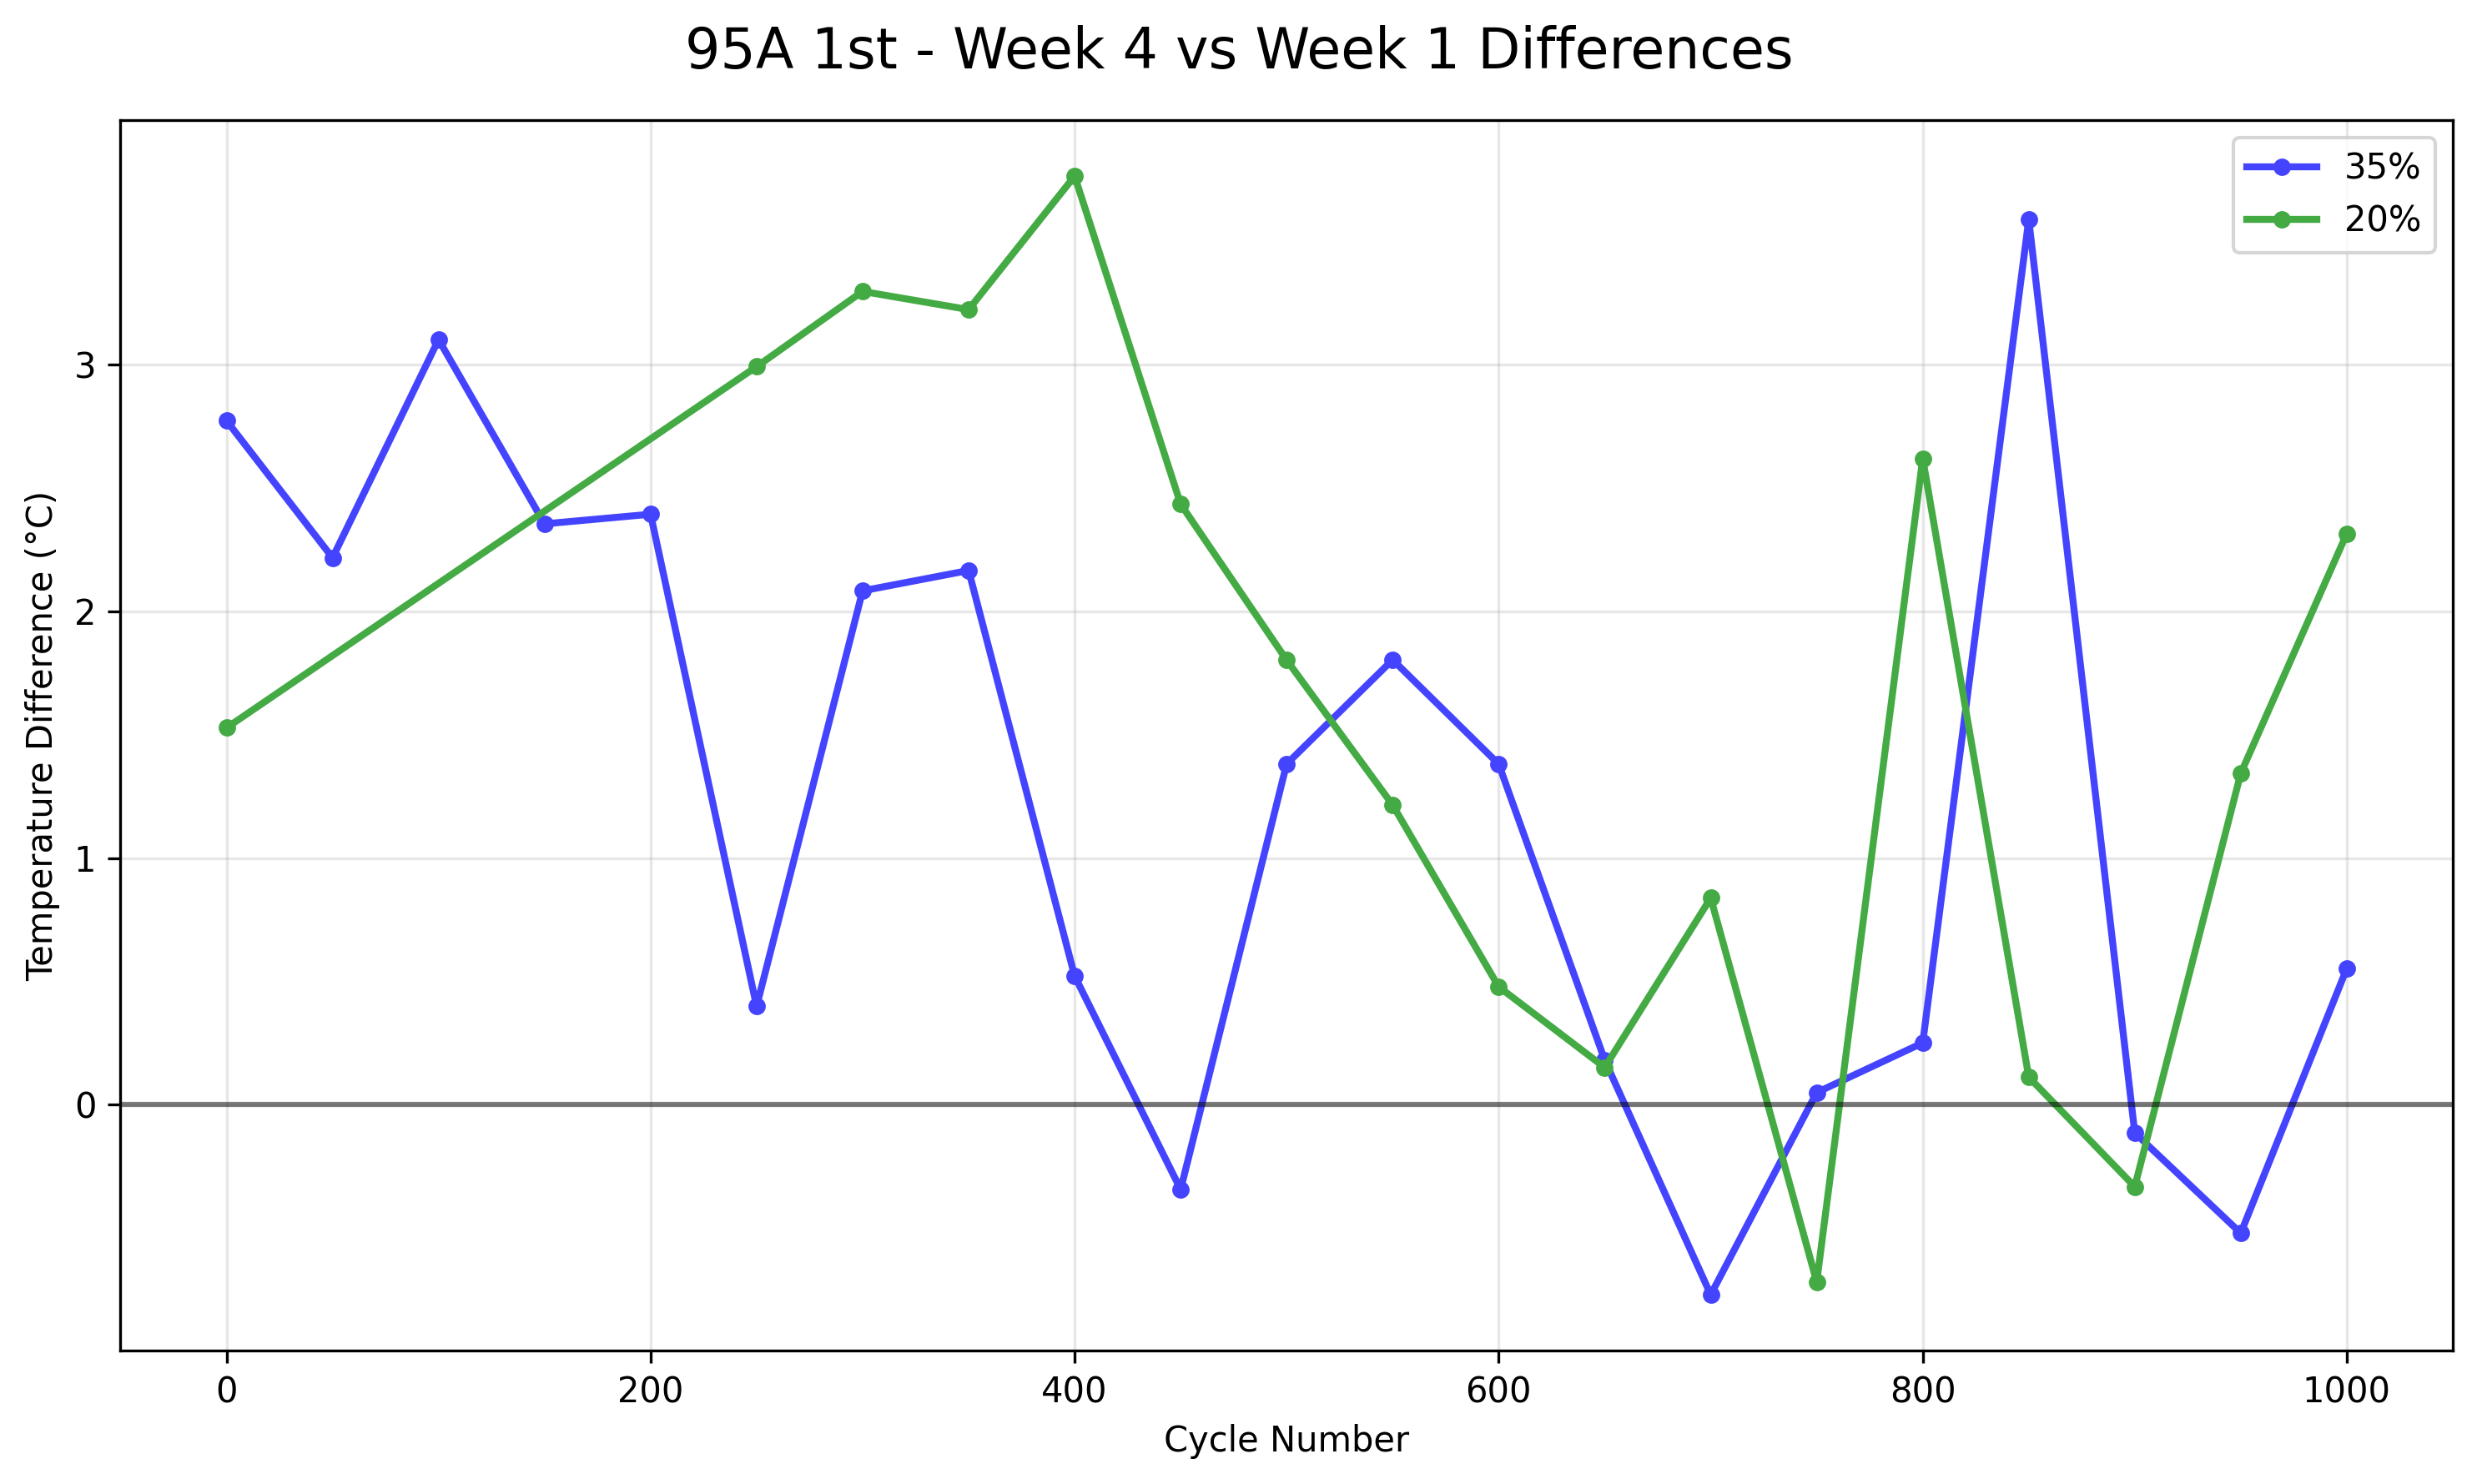 95A 1st - Week 4 vs Week 1 Differences
35%
20%
Temperature Difference (°C)
3
2
1
0
0 200 400 600 800 1000
Cycle Number